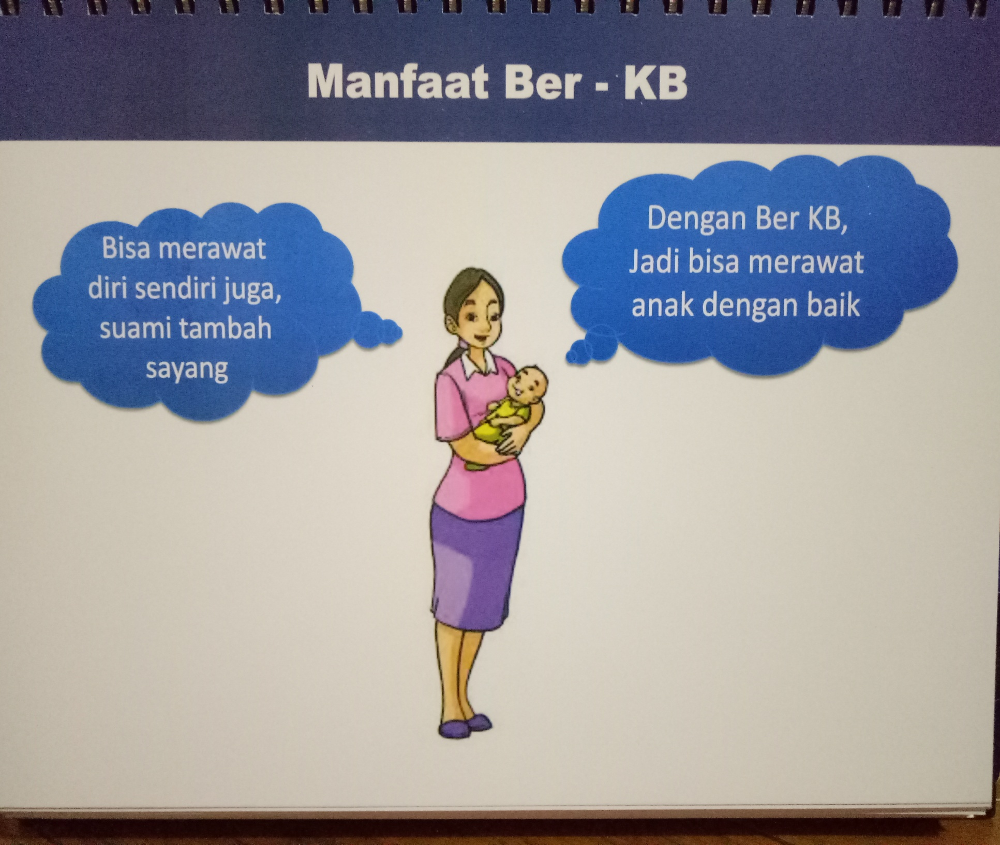 Manfaat Ber - KB
Bisa merawat
diri sendiri juga,
suami tambah
sayang
Dengan Ber KB,
Jadi bisa merawat
anak dengan baik